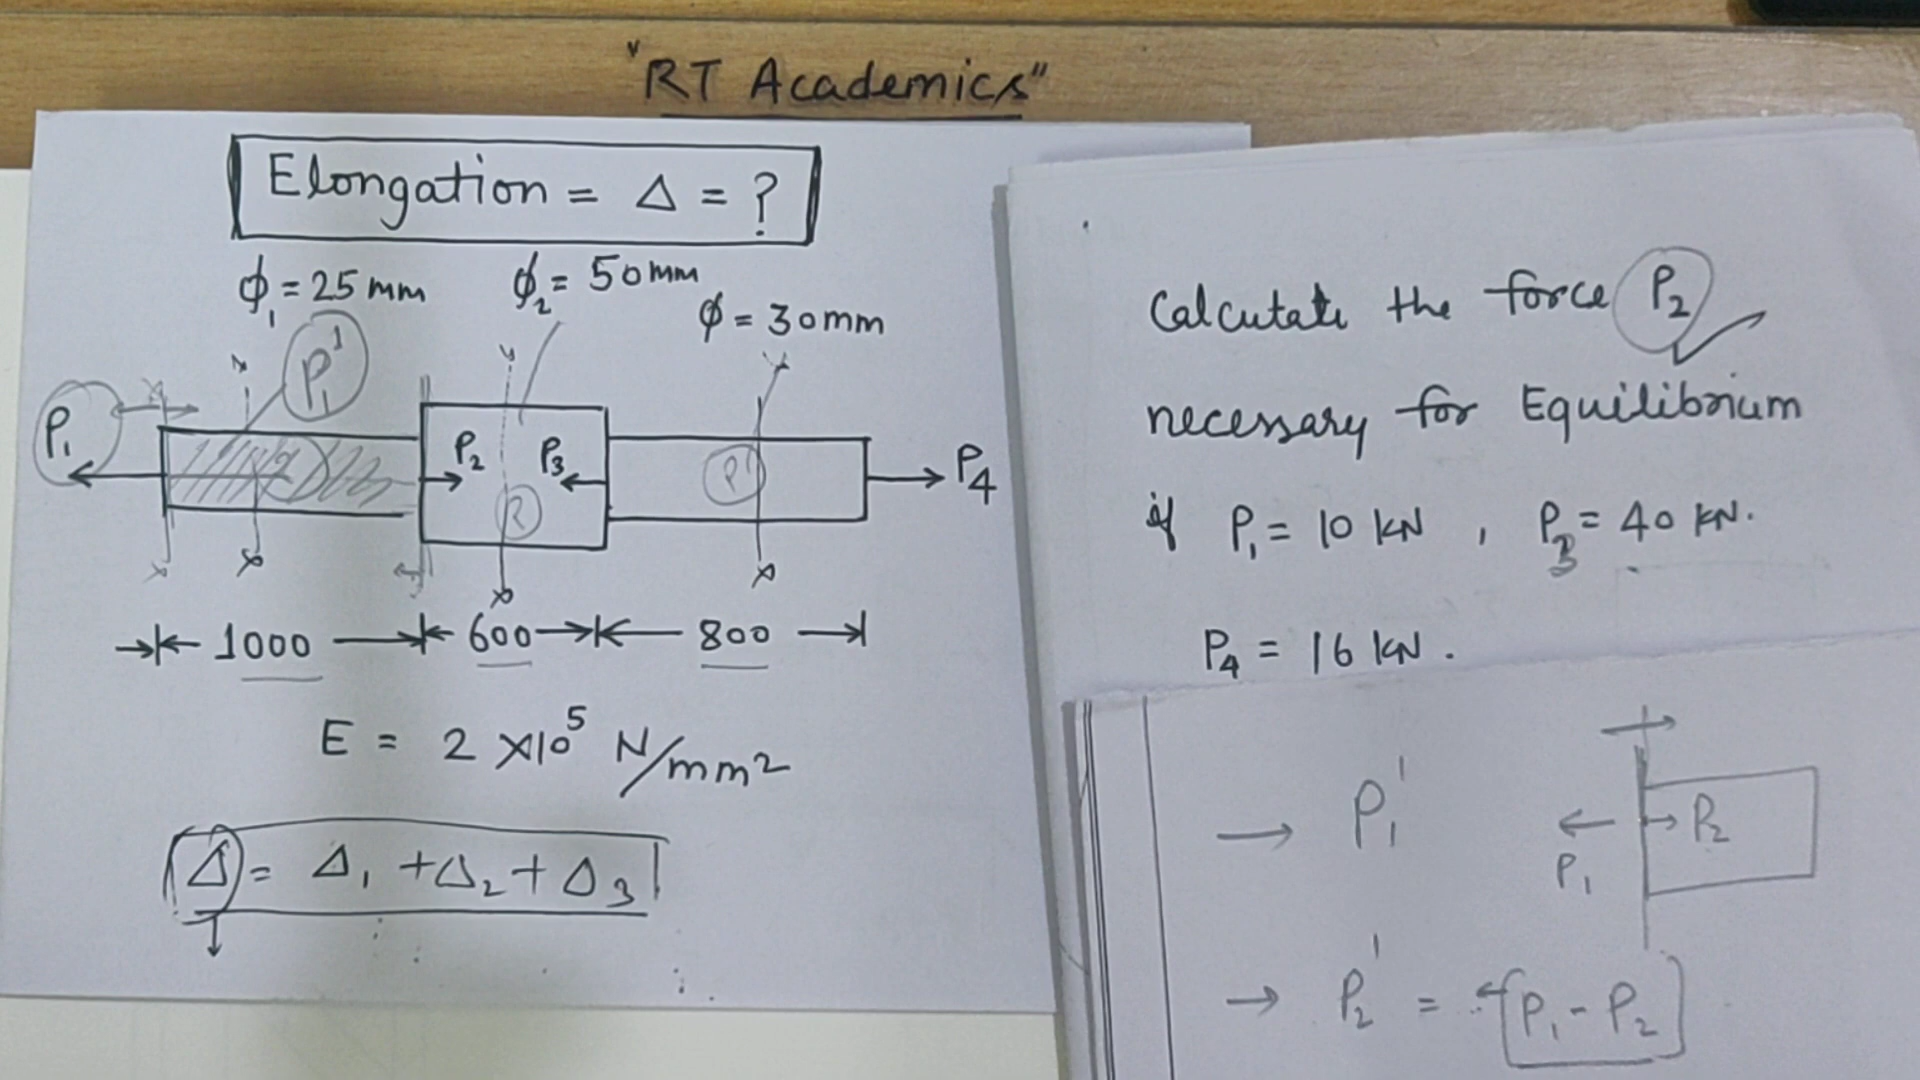 "RT Academics"
Elongation = Δ = ?
ϕ₁ = 25 mm
ϕ₂ = 50 mm
ϕ = 30 mm
P₁'
P₁
P₂
P₃
P'
P₄
1000
600
800
E = 2 ×10⁵ N/mm²
Δ = Δ₁ + Δ₂ + Δ₃
Calcutate the force P₂
necessary for Equilibrium
if P₁ = 10 kN , P₃ = 40 kN.
P₄ = 16 kN .
→ P₁'
P₁
P₂
→ P₂' = P₁ - P₂